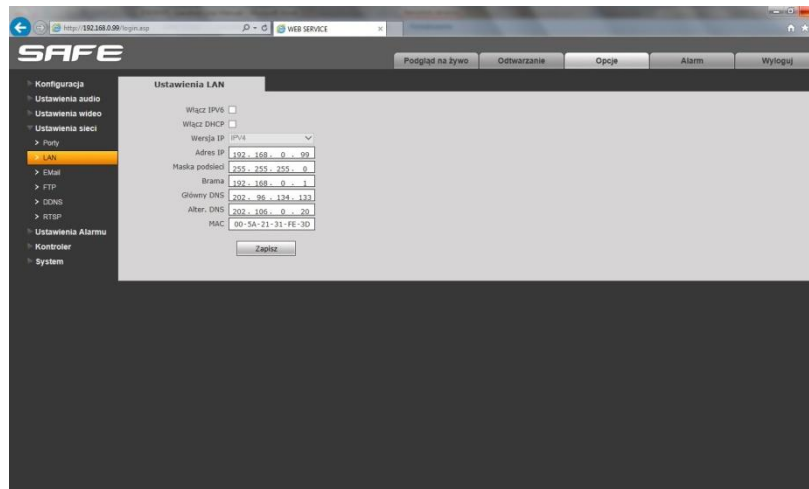 http://192.168.0.99/login.asp
WEB SERVICE
SAFE
Podgląd na żywo
Odtwarzanie
Opcje
Alarm
Wyloguj
Konfiguracja
Ustawienia audio
Ustawienia wideo
Ustawienia sieci
> Porty
> LAN
> EMail
> FTP
> DDNS
> RTSP
Ustawienia Alarmu
Kontroler
System
Ustawienia LAN
Włącz IPV6
Włącz DHCP
Wersja IP IPV4
Adres IP 192. 168. 0 . 99
Maska podsieci 255. 255. 255. 0
Brama 192. 168. 0 . 1
Główny DNS 202. 96 . 134. 133
Alter. DNS 202. 106. 0 . 20
MAC 00-5A-21-31-FE-3D
Zapisz